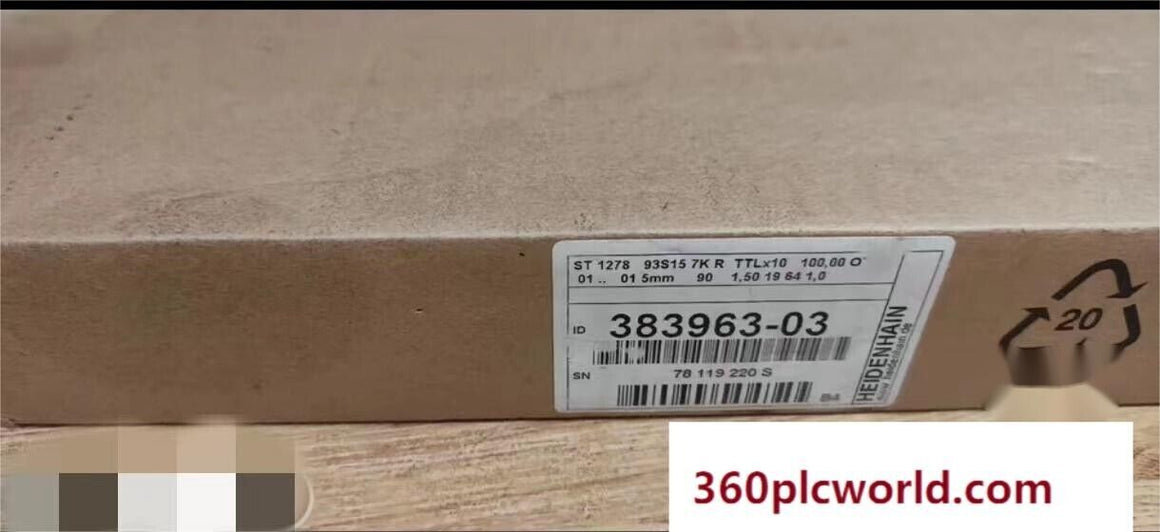 ST 1278 93S15 7K R TTLx10 100,00 O
01 .. 01 5mm 90 1,50 19 64 1,0
ID 383963-03
SN 78 119 220 S
HEIDENHAIN
20
360plcworld.com